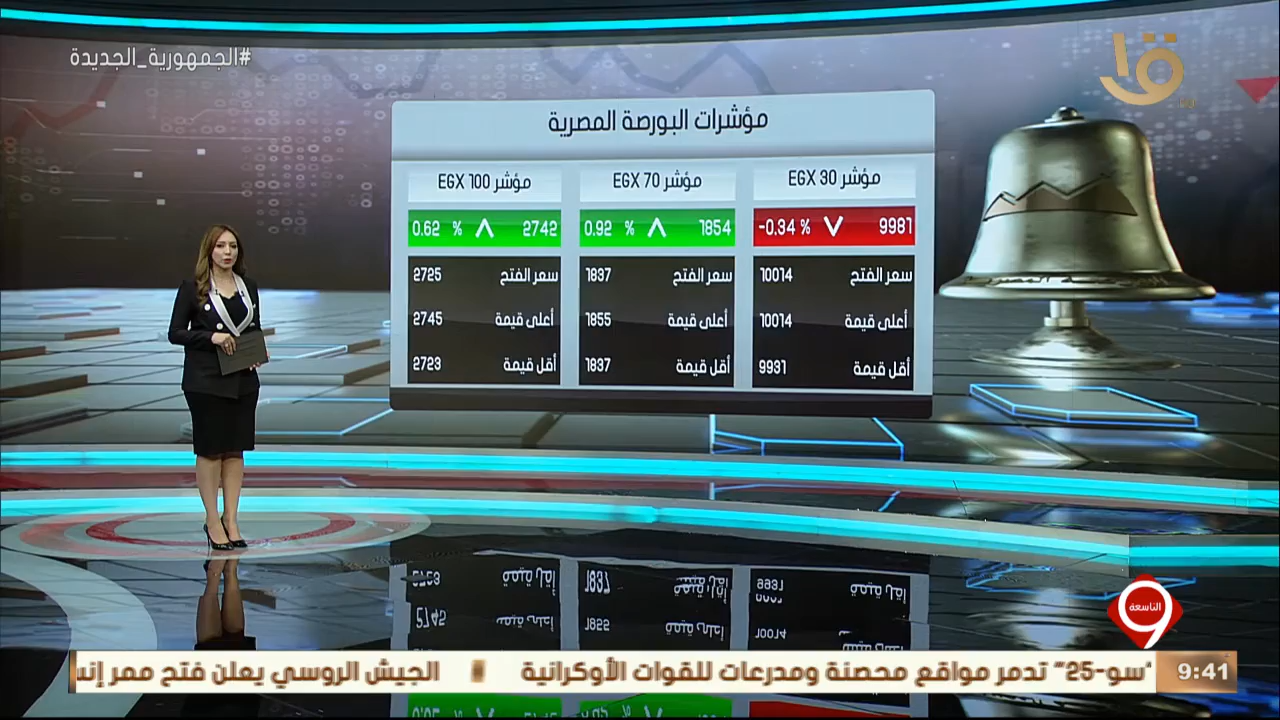 #الجمهورية_الجديدة
مؤشرات البورصة المصرية
مؤشر EGX 30
9981 -0.34 %
سعر الفتح 10014
أعلى قيمة 10014
أقل قيمة 9931
مؤشر EGX 70
1854 0.92 %
سعر الفتح 1837
أعلى قيمة 1855
أقل قيمة 1837
مؤشر EGX 100
2742 0.62 %
سعر الفتح 2725
أعلى قيمة 2745
أقل قيمة 2723
التاسعة
9
9:41
"سو-25" تدمر مواقع محصنة ومدرعات للقوات الأوكرانية
الجيش الروسي يعلن فتح ممر